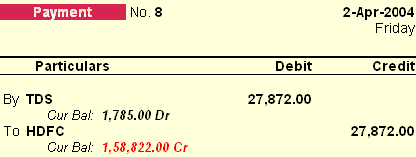 Payment No. 8 2-Apr-2004
Friday
Particulars Debit Credit
By TDS 27,872.00
Cur Bal: 1,785.00 Dr
To HDFC 27,872.00
Cur Bal: 1,58,822.00 Cr